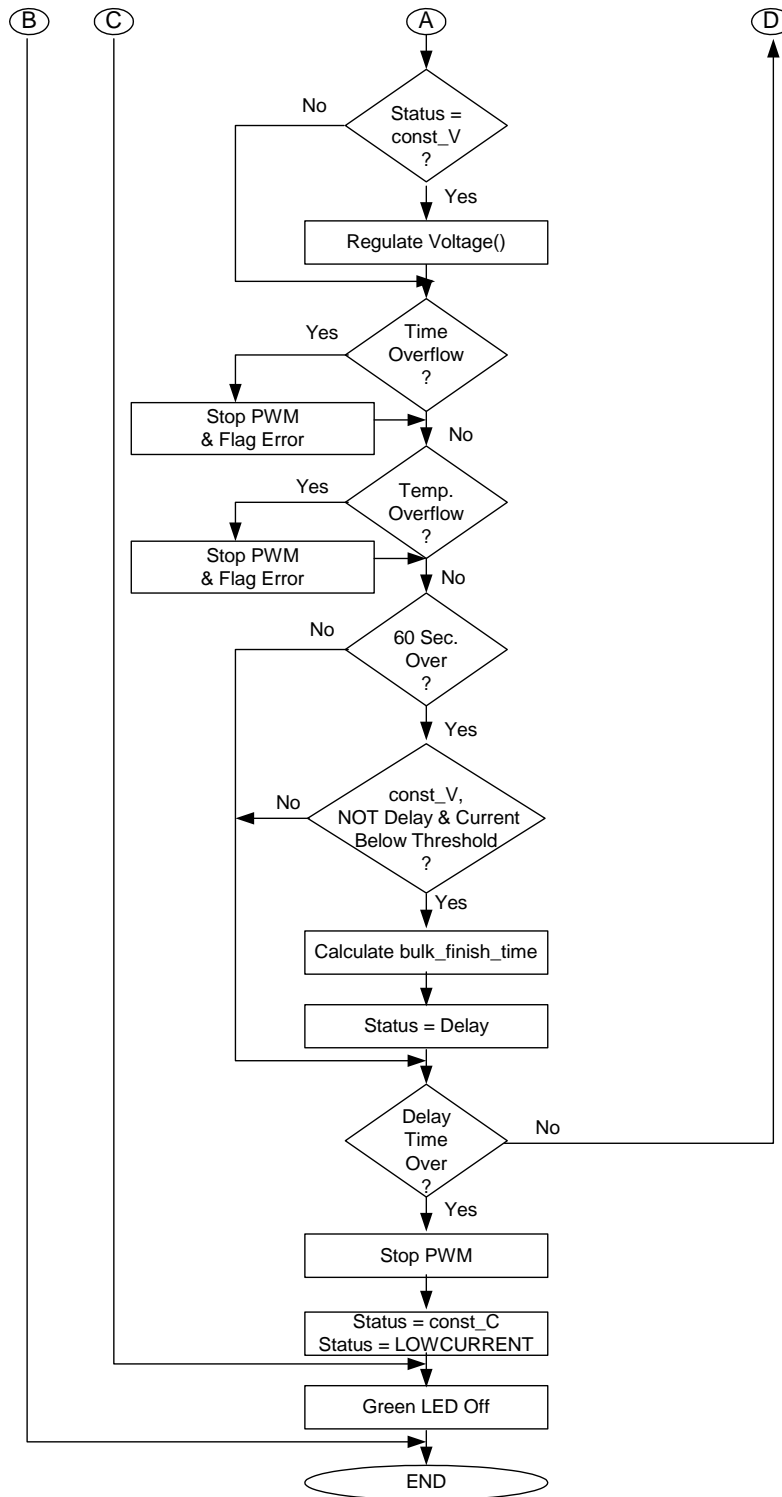 B
C
A
D
No
Status =
const_V
?
Yes
Regulate Voltage()
Yes
Time
Overflow
?
Stop PWM
& Flag Error
No
Yes
Temp.
Overflow
?
Stop PWM
& Flag Error
No
No
60 Sec.
Over
?
Yes
No
const_V,
NOT Delay & Current
Below Threshold
?
Yes
Calculate bulk_finish_time
Status = Delay
Delay
Time
Over
?
No
Yes
Stop PWM
Status = const_C
Status = LOWCURRENT
Green LED Off
END